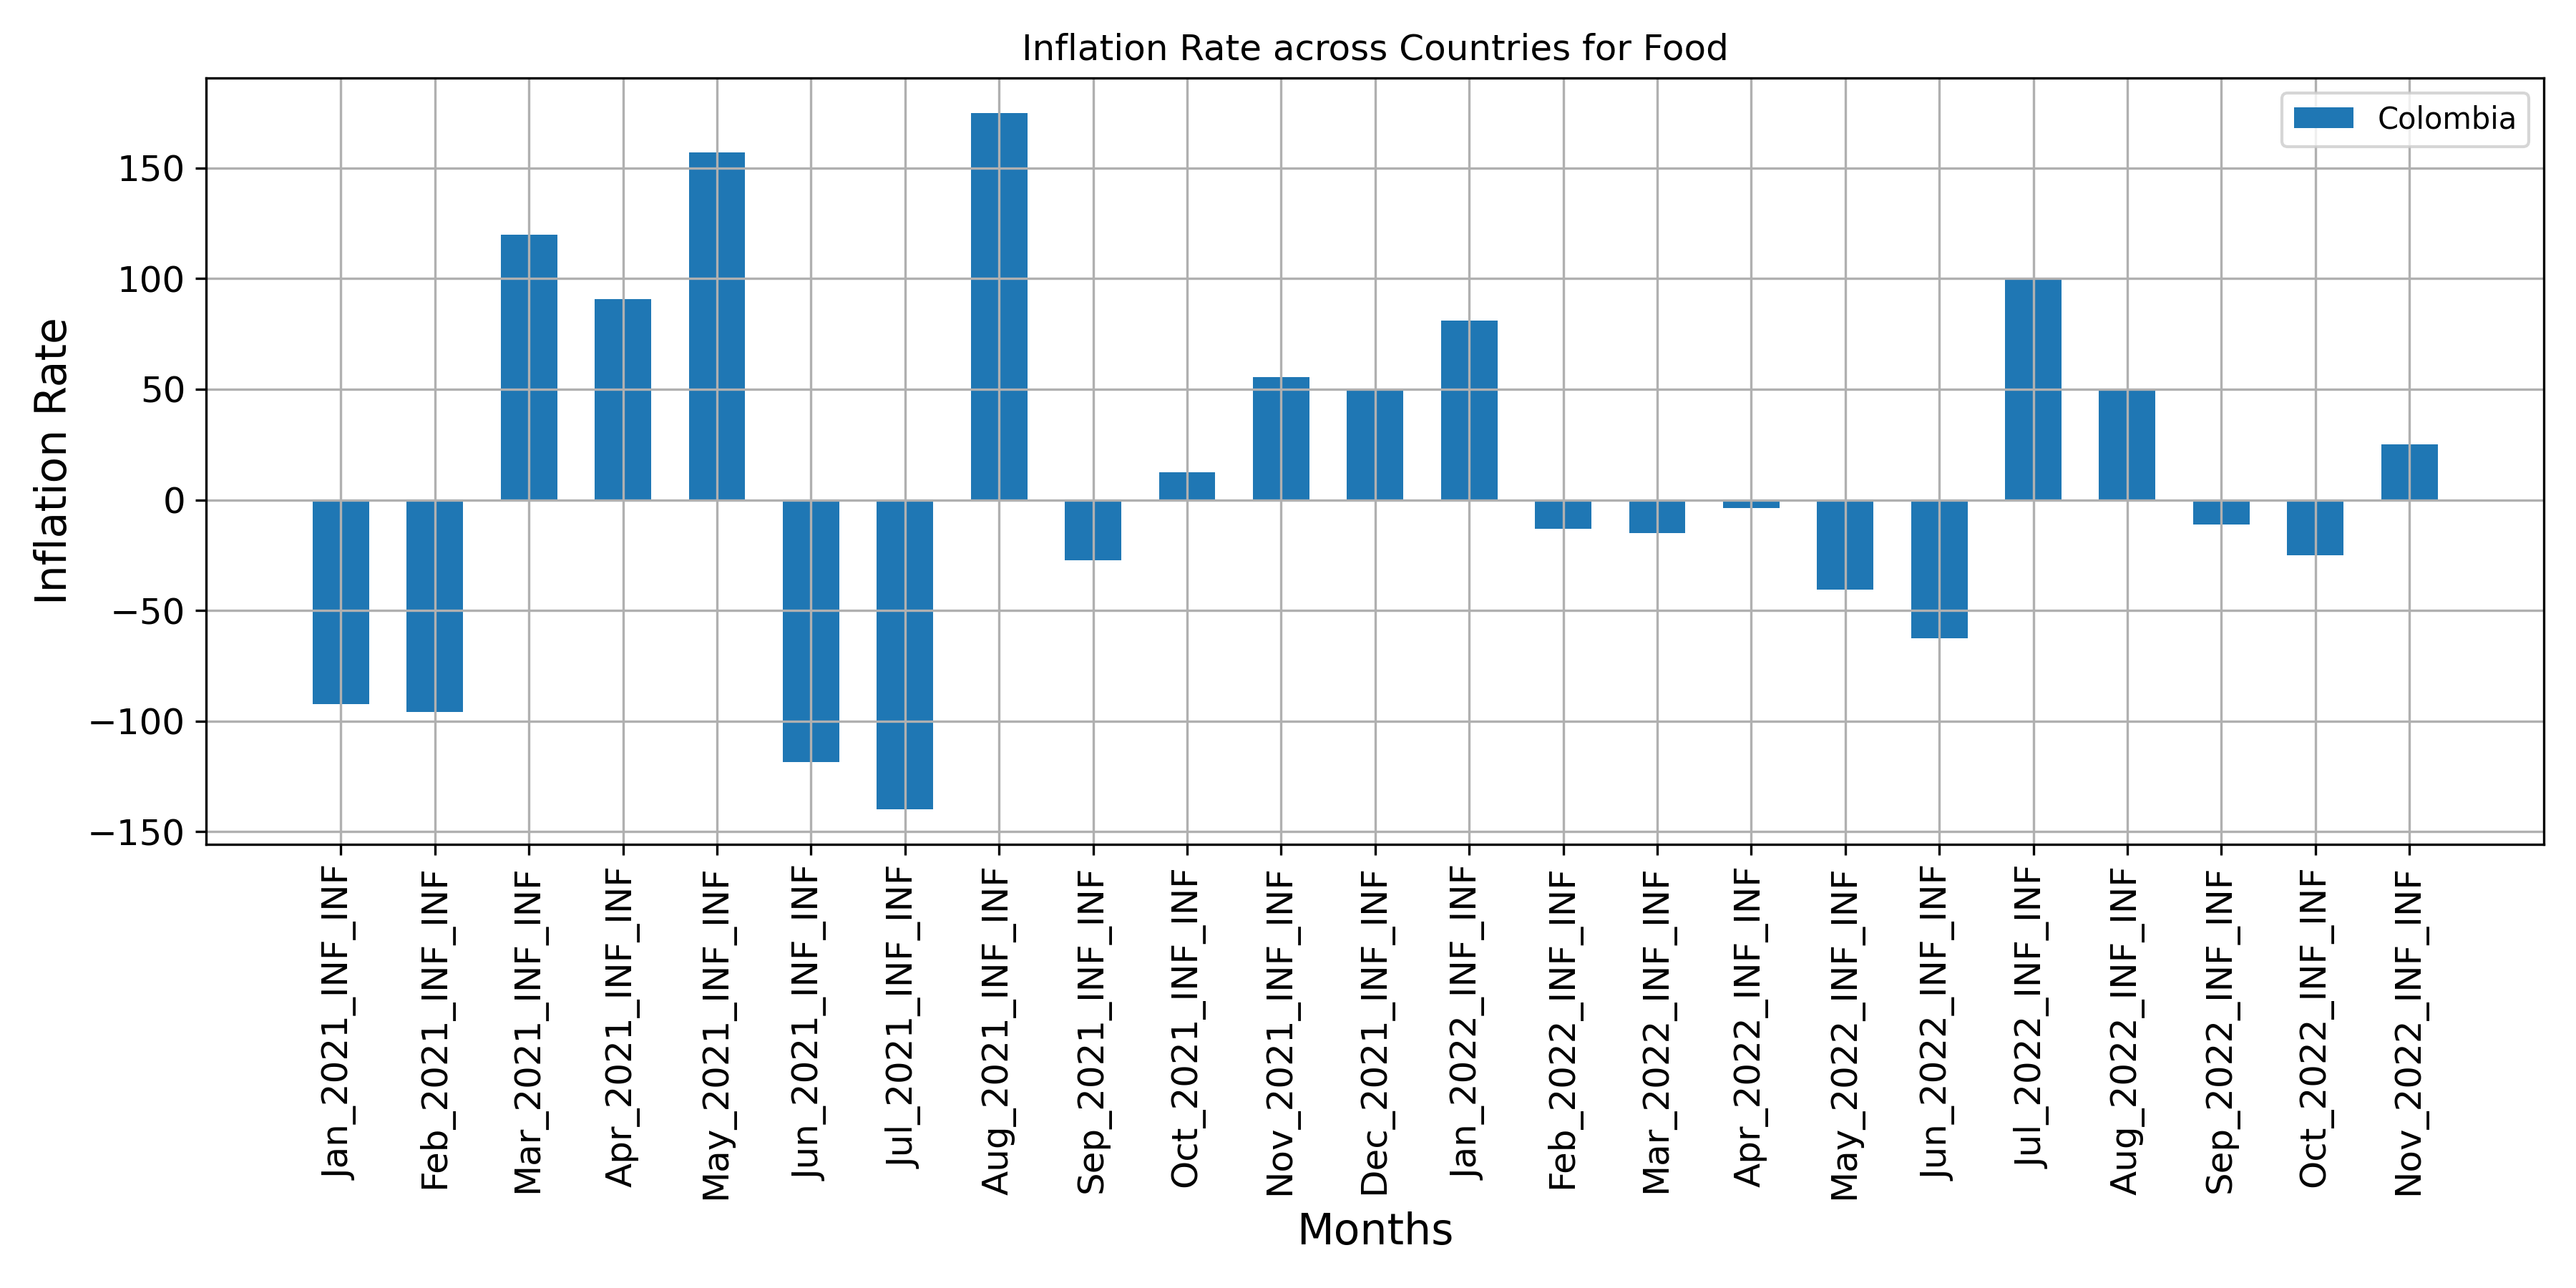 Inflation Rate across Countries for Food
Colombia
Inflation Rate
150
100
50
0
−50
−100
−150
Jan_2021_INF_INF
Feb_2021_INF_INF
Mar_2021_INF_INF
Apr_2021_INF_INF
May_2021_INF_INF
Jun_2021_INF_INF
Jul_2021_INF_INF
Aug_2021_INF_INF
Sep_2021_INF_INF
Oct_2021_INF_INF
Nov_2021_INF_INF
Dec_2021_INF_INF
Jan_2022_INF_INF
Feb_2022_INF_INF
Mar_2022_INF_INF
Apr_2022_INF_INF
May_2022_INF_INF
Jun_2022_INF_INF
Jul_2022_INF_INF
Aug_2022_INF_INF
Sep_2022_INF_INF
Oct_2022_INF_INF
Nov_2022_INF_INF
Months